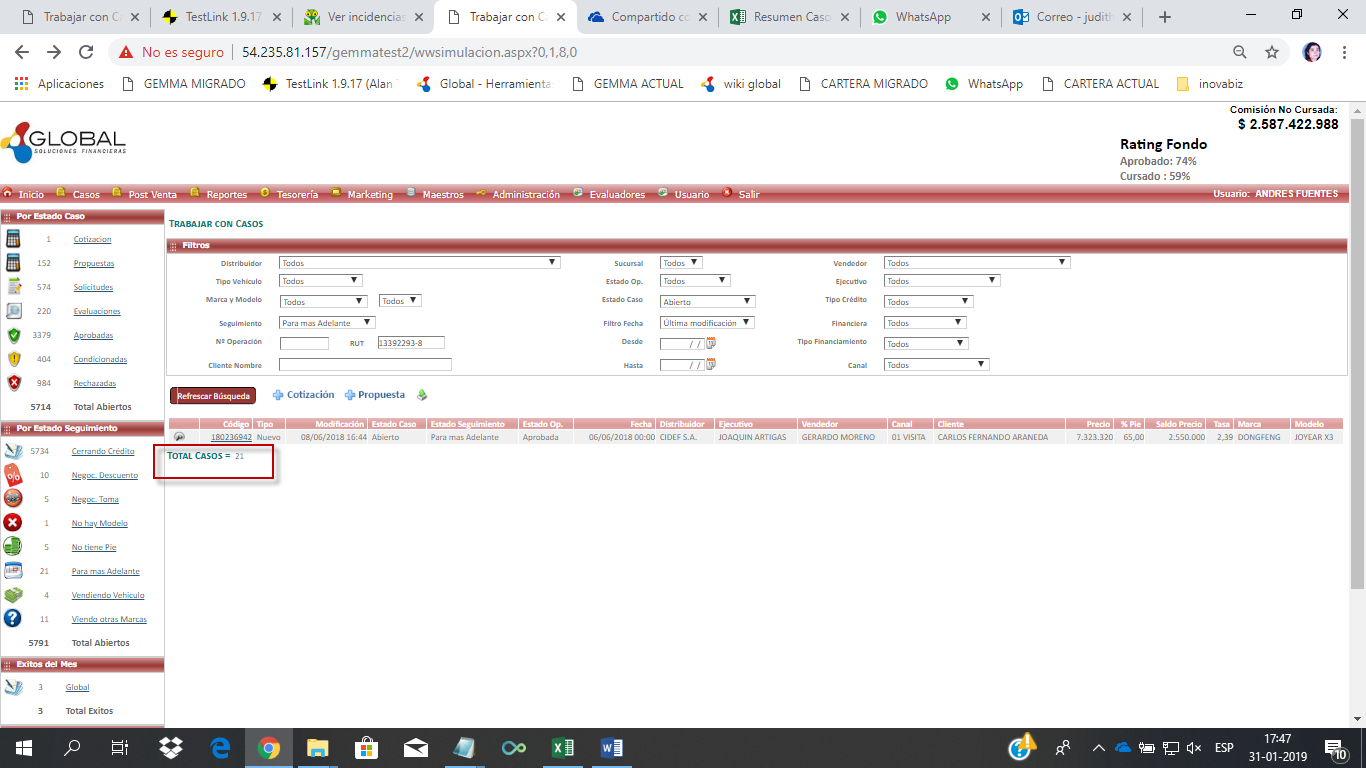 Trabajar con C
TestLink 1.9.17
Ver incidencias
Trabajar con C
Compartido co
Resumen Caso
WhatsApp
Correo - judith
No es seguro 54.235.81.157/gemmatest2/wwsimulacion.aspx?0,1,8,0
Aplicaciones GEMMA MIGRADO TestLink 1.9.17 (Alan Global - Herramienta GEMMA ACTUAL wiki global CARTERA MIGRADO WhatsApp CARTERA ACTUAL inovabiz
Comisión No Cursada:
$ 2.587.422.988
GLOBAL
SOLUCIONES FINANCIERAS
Rating Fondo
Aprobado: 74%
Cursado : 59%
Inicio Casos Post Venta Reportes Tesorería Marketing Maestros Administración Evaluadores Usuario Salir Usuario: ANDRES FUENTES
Por Estado Caso
1 Cotizacion
152 Propuestas
574 Solicitudes
220 Evaluaciones
3379 Aprobadas
404 Condicionadas
984 Rechazadas
5714 Total Abiertos
Por Estado Seguimiento
5734 Cerrando Crédito
10 Negoc. Descuento
5 Negoc. Toma
1 No hay Modelo
5 No tiene Pie
21 Para mas Adelante
4 Vendiendo Vehículo
11 Viendo otras Marcas
5791 Total Abiertos
Exitos del Mes
3 Global
3 Total Exitos
TRABAJAR CON CASOS
Filtros
Distribuidor Todos Sucursal Todos Vendedor Todos
Tipo Vehículo Todos Estado Op. Todos Ejecutivo Todos
Marca y Modelo Todos Todos Estado Caso Abierto Tipo Crédito Todos
Seguimiento Para mas Adelante Filtro Fecha Última modificación Financiera Todos
Nº Operación RUT 13392293-8 Desde / / Tipo Financiamiento Todos
Cliente Nombre Hasta / / Canal Todos
Refrescar Búsqueda Cotización Propuesta
Código Tipo Modificación Estado Caso Estado Seguimiento Estado Op. Fecha Distribuidor Ejecutivo Vendedor Canal Cliente Precio % Pie Saldo Precio Tasa Marca Modelo
180236942 Nuevo 08/06/2018 16:44 Abierto Para mas Adelante Aprobada 06/06/2018 00:00 CIDEF S.A. JOAQUIN ARTIGAS GERARDO MORENO 01 VISITA CARLOS FERNANDO ARANEDA 7.323.320 65,00 2.550.000 2,39 DONGFENG JOYEAR X3
TOTAL CASOS = 21
ESP
17:47
31-01-2019
10